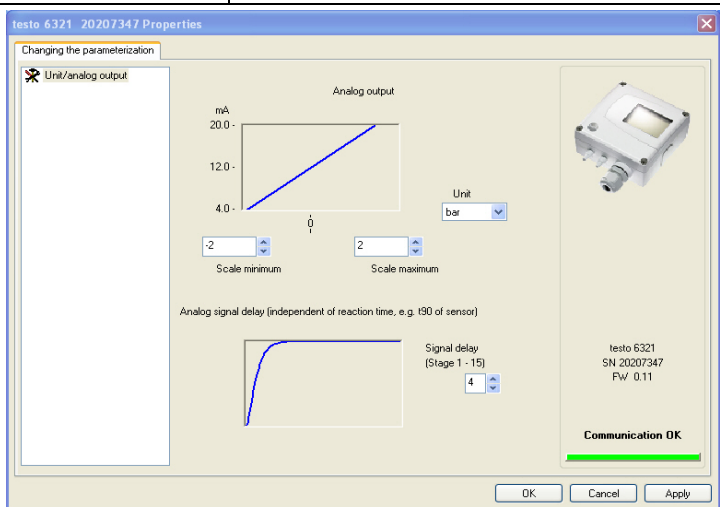 testo 6321 20207347 Properties
Changing the parameterization
Unit/analog output
Analog output
mA
20.0 -
12.0 -
4.0 -
0
Unit
bar
-2
2
Scale minimum
Scale maximum
Analog signal delay (independent of reaction time, e.g. t90 of sensor)
Signal delay
(Stage 1 - 15)
4
testo 6321
SN 20207347
FW 0.11
Communication OK
OK
Cancel
Apply